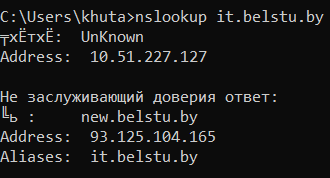 C:\Users\khuta>nslookup it.belstu.by
╤хЁтхЁ:  UnKnown
Address:  10.51.227.127

Не заслуживающий доверия ответ:
╚ь :     new.belstu.by
Address:  93.125.104.165
Aliases:  it.belstu.by